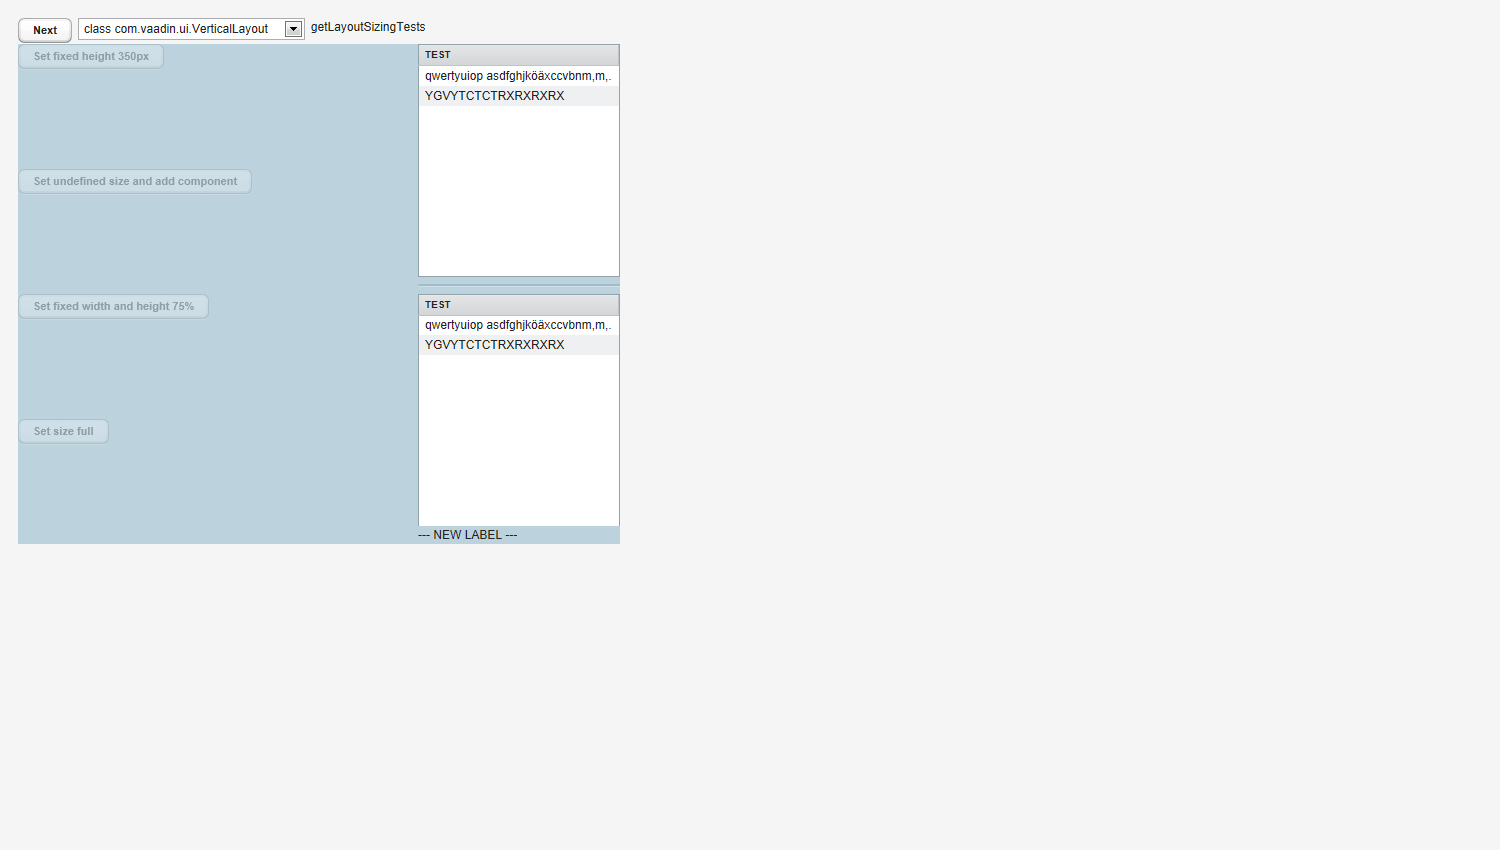 Next
class com.vaadin.ui.VerticalLayout
getLayoutSizingTests
Set fixed height 350px
TEST
qwertyuiop asdfghjköäxccvbnm,m,.
YGVYTCTCTRXRXRXRX
Set undefined size and add component
Set fixed width and height 75%
TEST
qwertyuiop asdfghjköäxccvbnm,m,.
YGVYTCTCTRXRXRXRX
Set size full
--- NEW LABEL ---